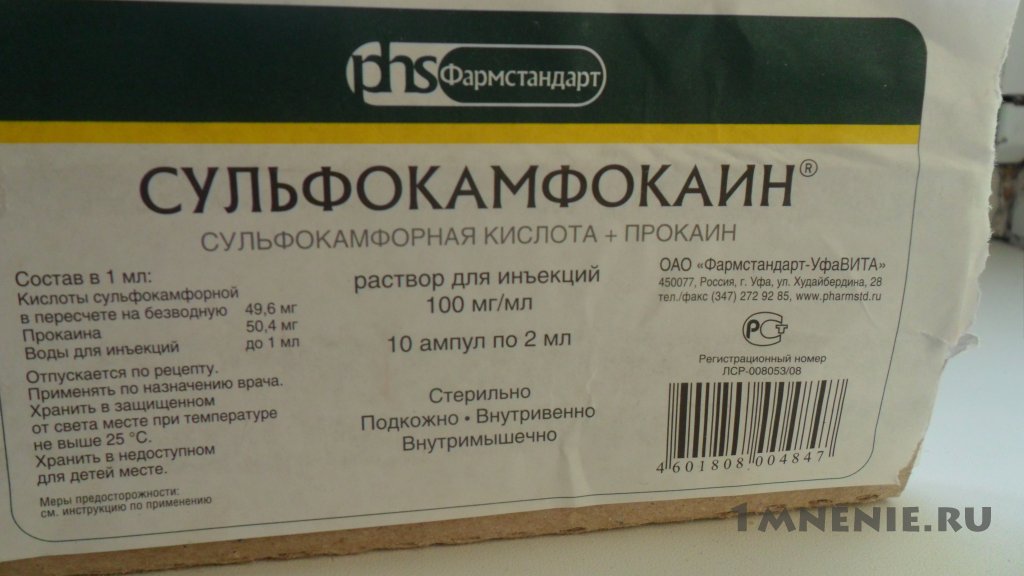 phs Фармстандарт
СУЛЬФОКАМФОКАИН®
СУЛЬФОКАМФОРНАЯ КИСЛОТА + ПРОКАИН
Состав в 1 мл:
Кислоты сульфокамфорной
в пересчете на безводную 49,6 мг
Прокаина 50,4 мг
Воды для инъекций до 1 мл
Отпускается по рецепту.
Применять по назначению врача.
Хранить в защищенном
от света месте при температуре
не выше 25 °C.
Хранить в недоступном
для детей месте.
Меры предосторожности:
см. инструкцию по применению
раствор для инъекций
100 мг/мл
10 ампул по 2 мл
Стерильно
Подкожно • Внутривенно
Внутримышечно
ОАО «Фармстандарт-УфаВИТА»
450077, Россия, г. Уфа, ул. Худайбердина, 28
тел./факс (347) 272 92 85, www.pharmstd.ru
РСТ
Регистрационный номер
ЛСР-008053/08
4 601808 004847
1MNENIE.RU